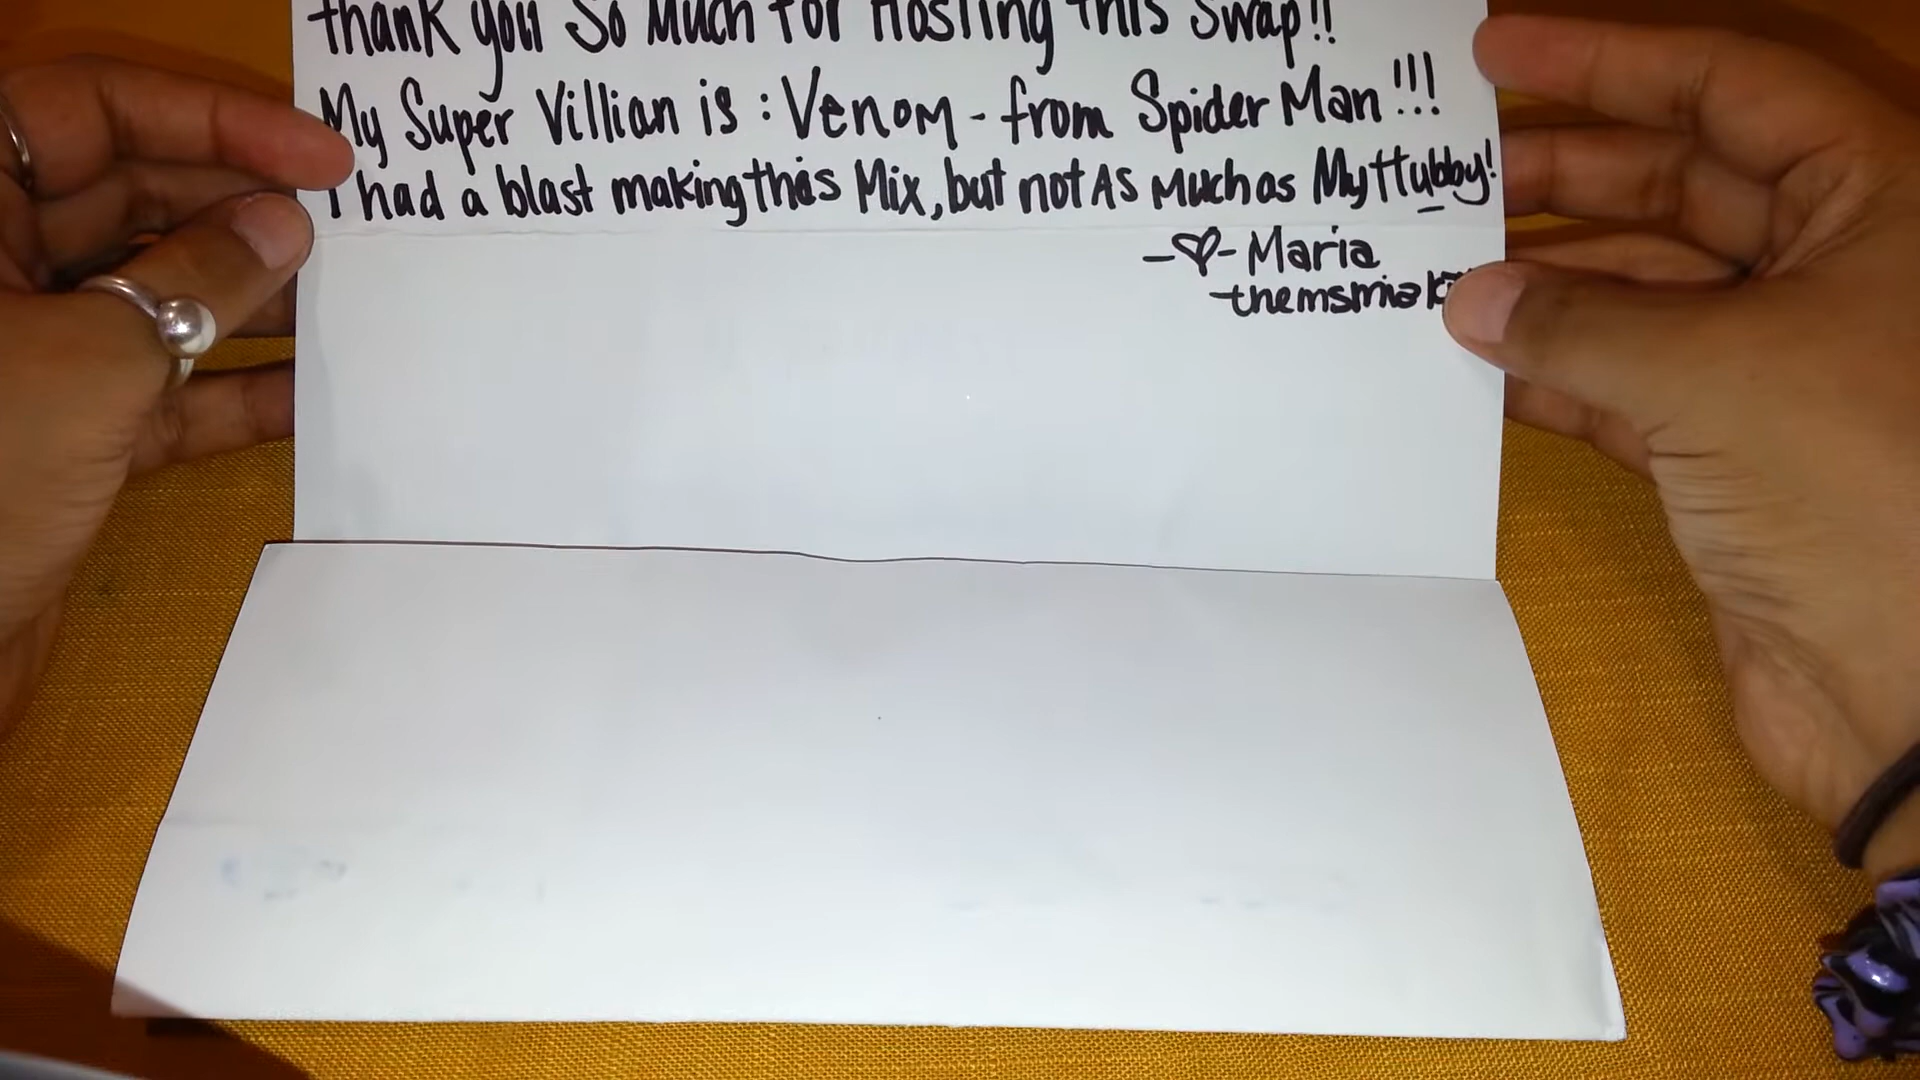 thank you So Much for Hosting this Swap!!
My Super Villian is : Venom - from Spider Man !!!
I had a blast making this Mix, but not As Much as My Ttubby!
-♡- Maria